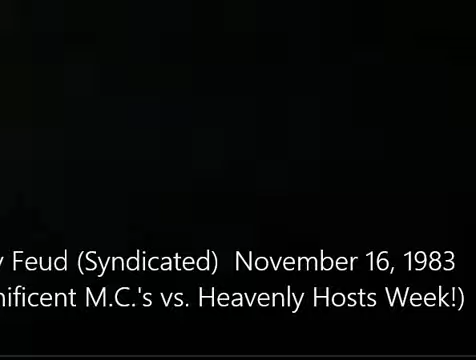 y Feud (Syndicated) November 16, 1983
nificent M.C.'s vs. Heavenly Hosts Week!)